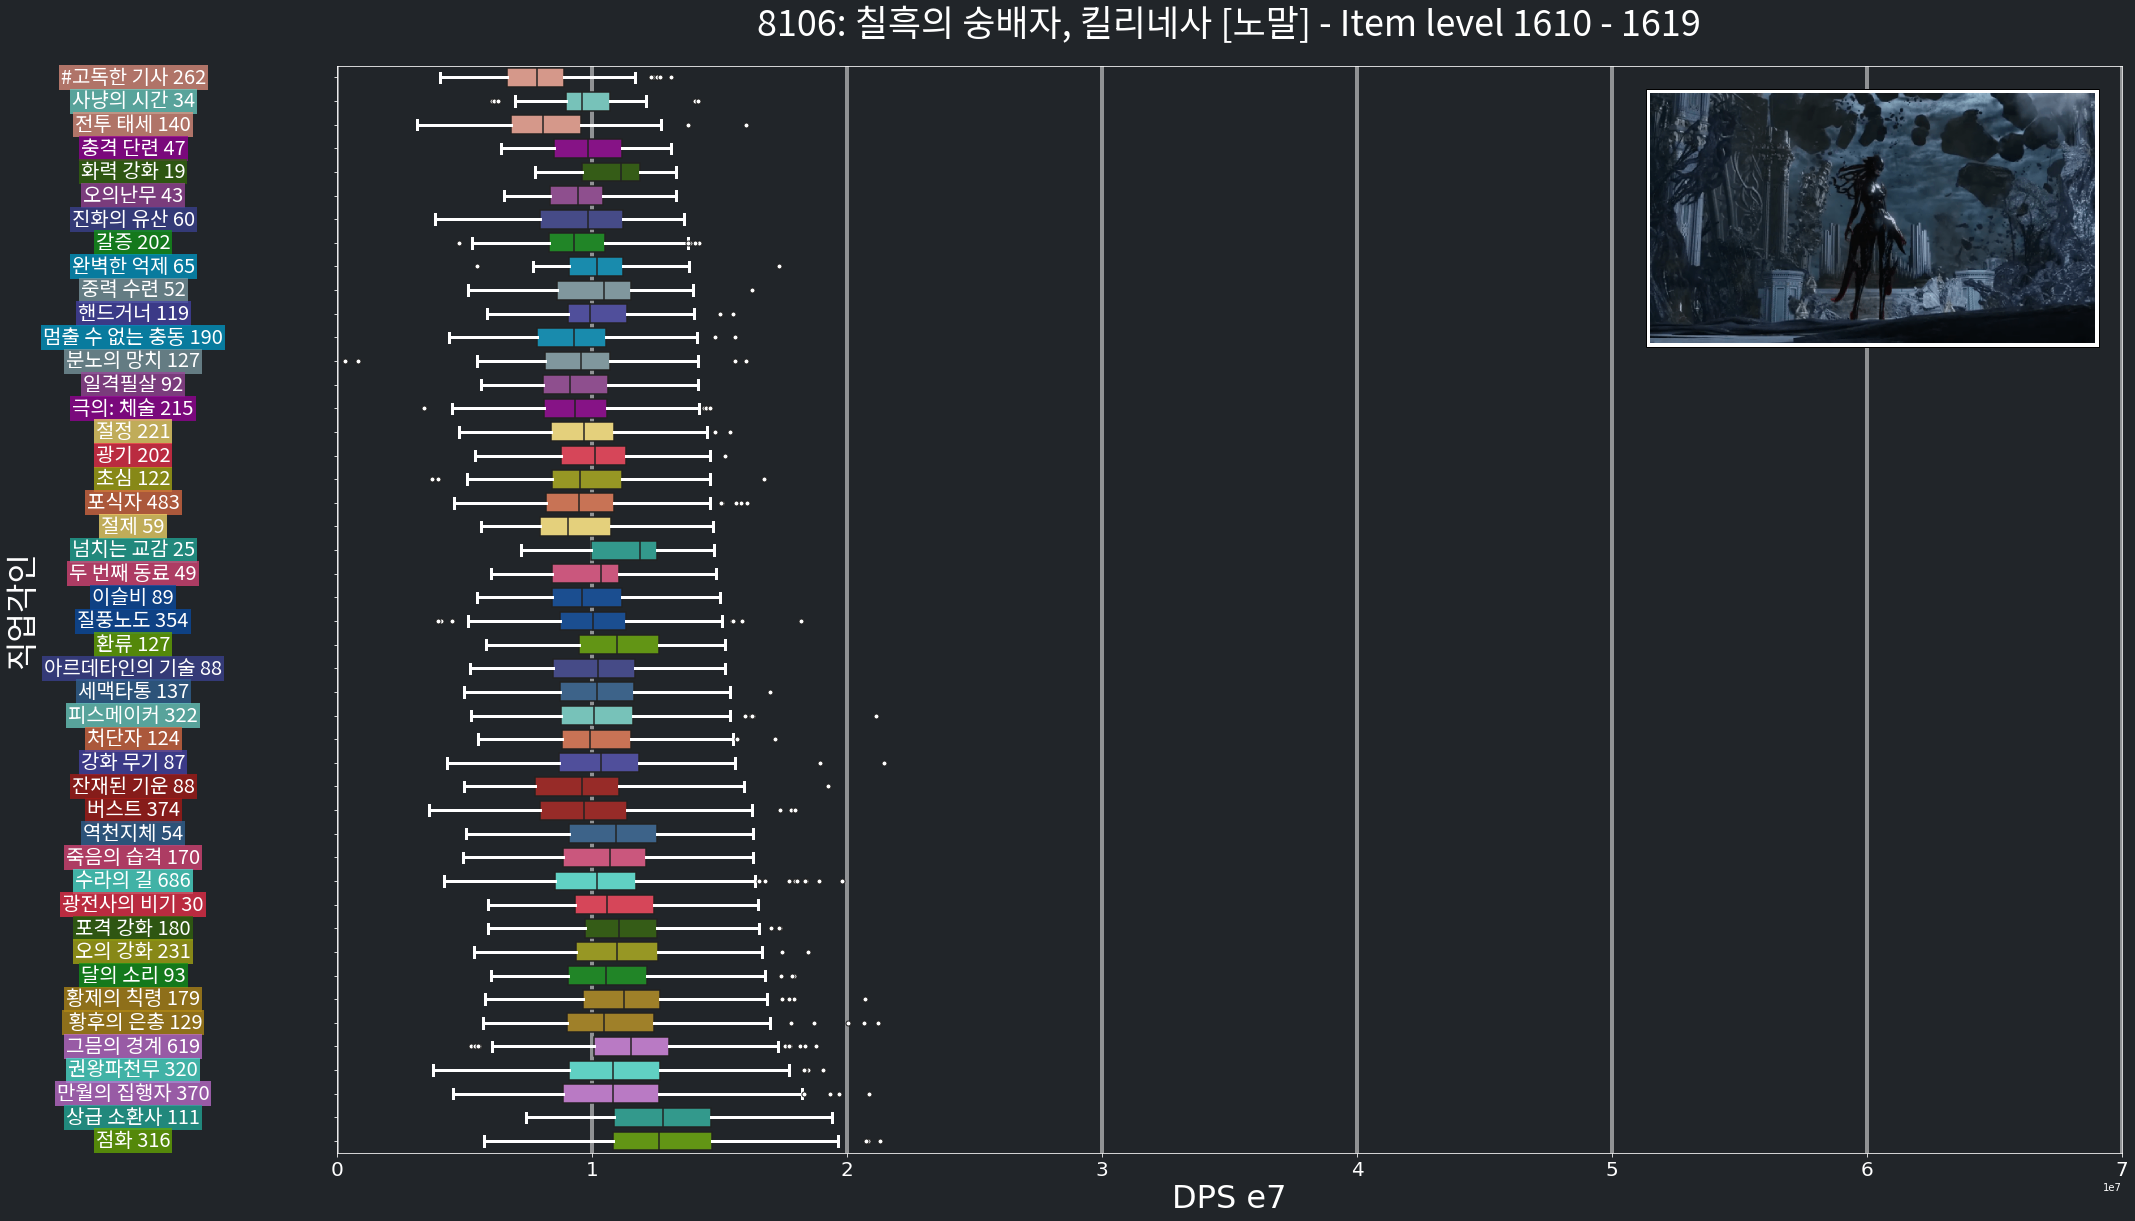 8106: 칠흑의 숭배자, 킬리네사 [노말] - Item level 1610 - 1619
#고독한 기사 262
사냥의 시간 34
전투 태세 140
충격 단련 47
화력 강화 19
오의난무 43
진화의 유산 60
갈증 202
완벽한 억제 65
중력 수련 52
핸드거너 119
멈출 수 없는 충동 190
분노의 망치 127
일격필살 92
극의: 체술 215
절정 221
광기 202
초심 122
포식자 483
절제 59
넘치는 교감 25
두 번째 동료 49
이슬비 89
질풍노도 354
환류 127
아르데타인의 기술 88
세맥타통 137
피스메이커 322
처단자 124
강화 무기 87
잔재된 기운 88
버스트 374
역천지체 54
죽음의 습격 170
수라의 길 686
광전사의 비기 30
포격 강화 180
오의 강화 231
달의 소리 93
황제의 칙령 179
황후의 은총 129
그믐의 경계 619
권왕파천무 320
만월의 집행자 370
상급 소환사 111
점화 316
직업각인
0 1 2 3 4 5 6 7
1e7
DPS e7